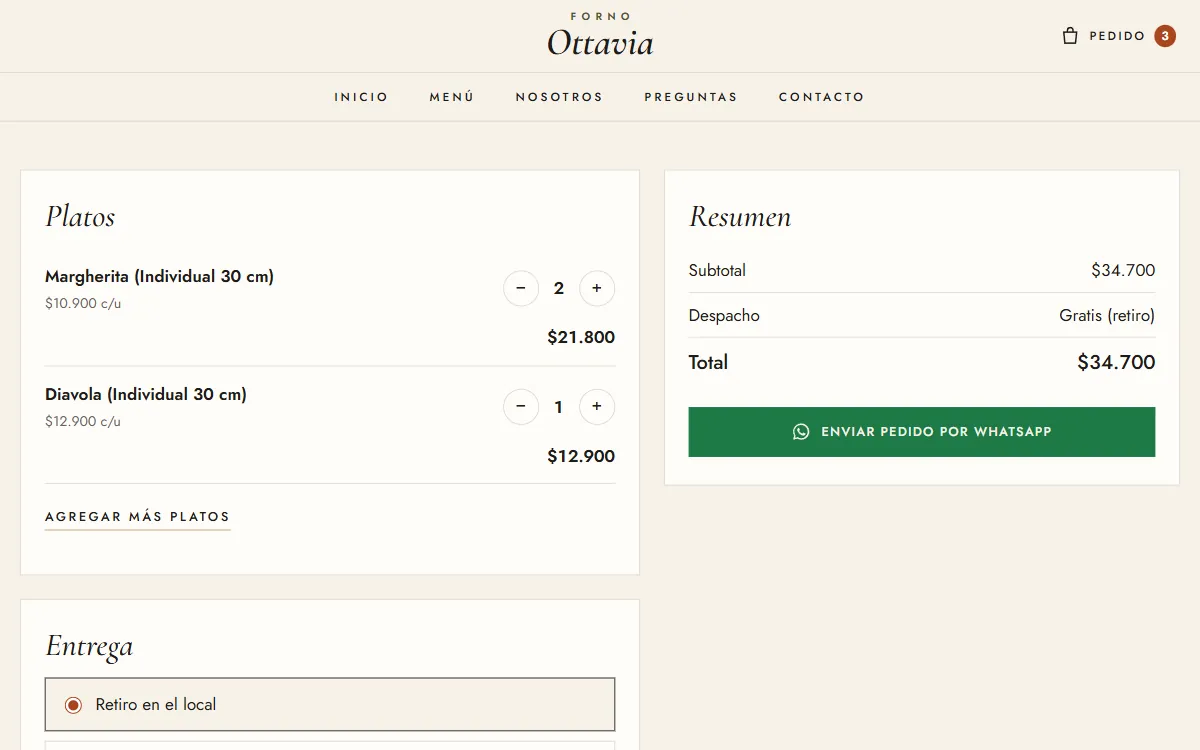 FORNO
Ottavia
PEDIDO 3
INICIO MENÚ NOSOTROS PREGUNTAS CONTACTO
Platos
Margherita (Individual 30 cm)
$10.900 c/u
− 2 +
$21.800
Diavola (Individual 30 cm)
$12.900 c/u
− 1 +
$12.900
AGREGAR MÁS PLATOS
Entrega
Retiro en el local
Resumen
Subtotal $34.700
Despacho Gratis (retiro)
Total $34.700
ENVIAR PEDIDO POR WHATSAPP